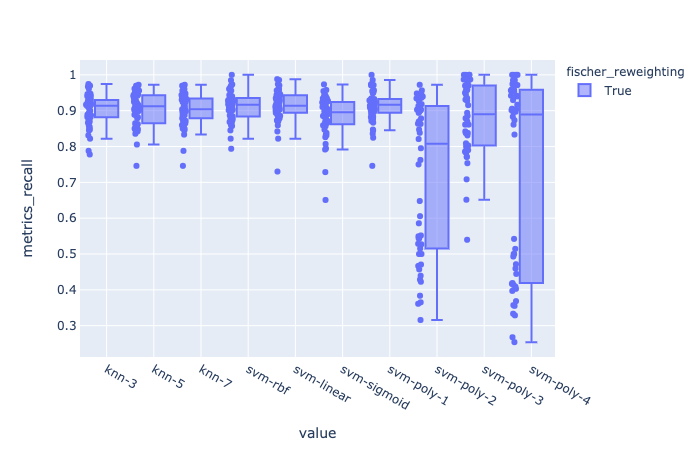 fischer_reweighting
True
metrics_recall
1
0.9
0.8
0.7
0.6
0.5
0.4
0.3
knn-3
knn-5
knn-7
svm-rbf
svm-linear
svm-sigmoid
svm-poly-1
svm-poly-2
svm-poly-3
svm-poly-4
value